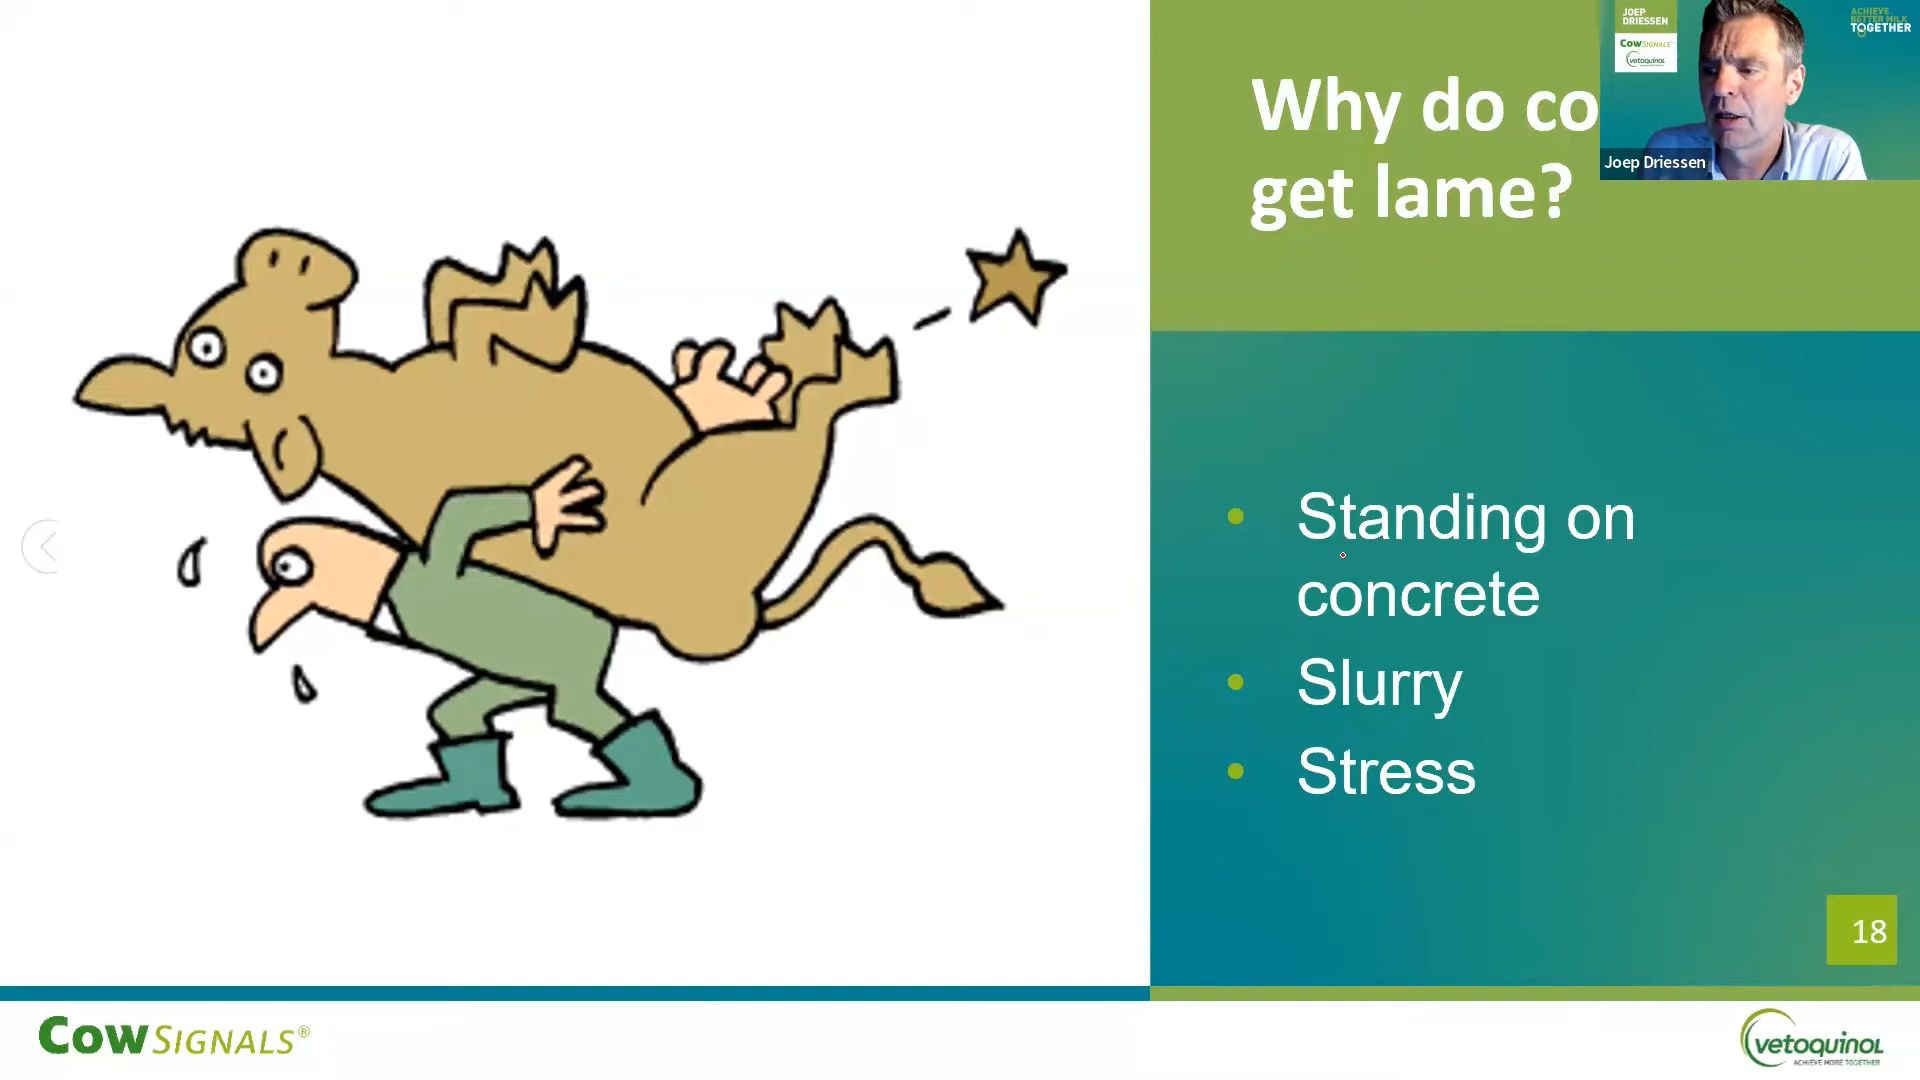 Why do co
get lame?
JOEP
DRIESSEN
CowSIGNALS
vetoquinol
ACHIEVE
BETTER MILK
TOGETHER
Joep Driessen
• Standing on
concrete
• Slurry
• Stress
18
CowSIGNALS®
vetoquinol
ACHIEVE MORE TOGETHER